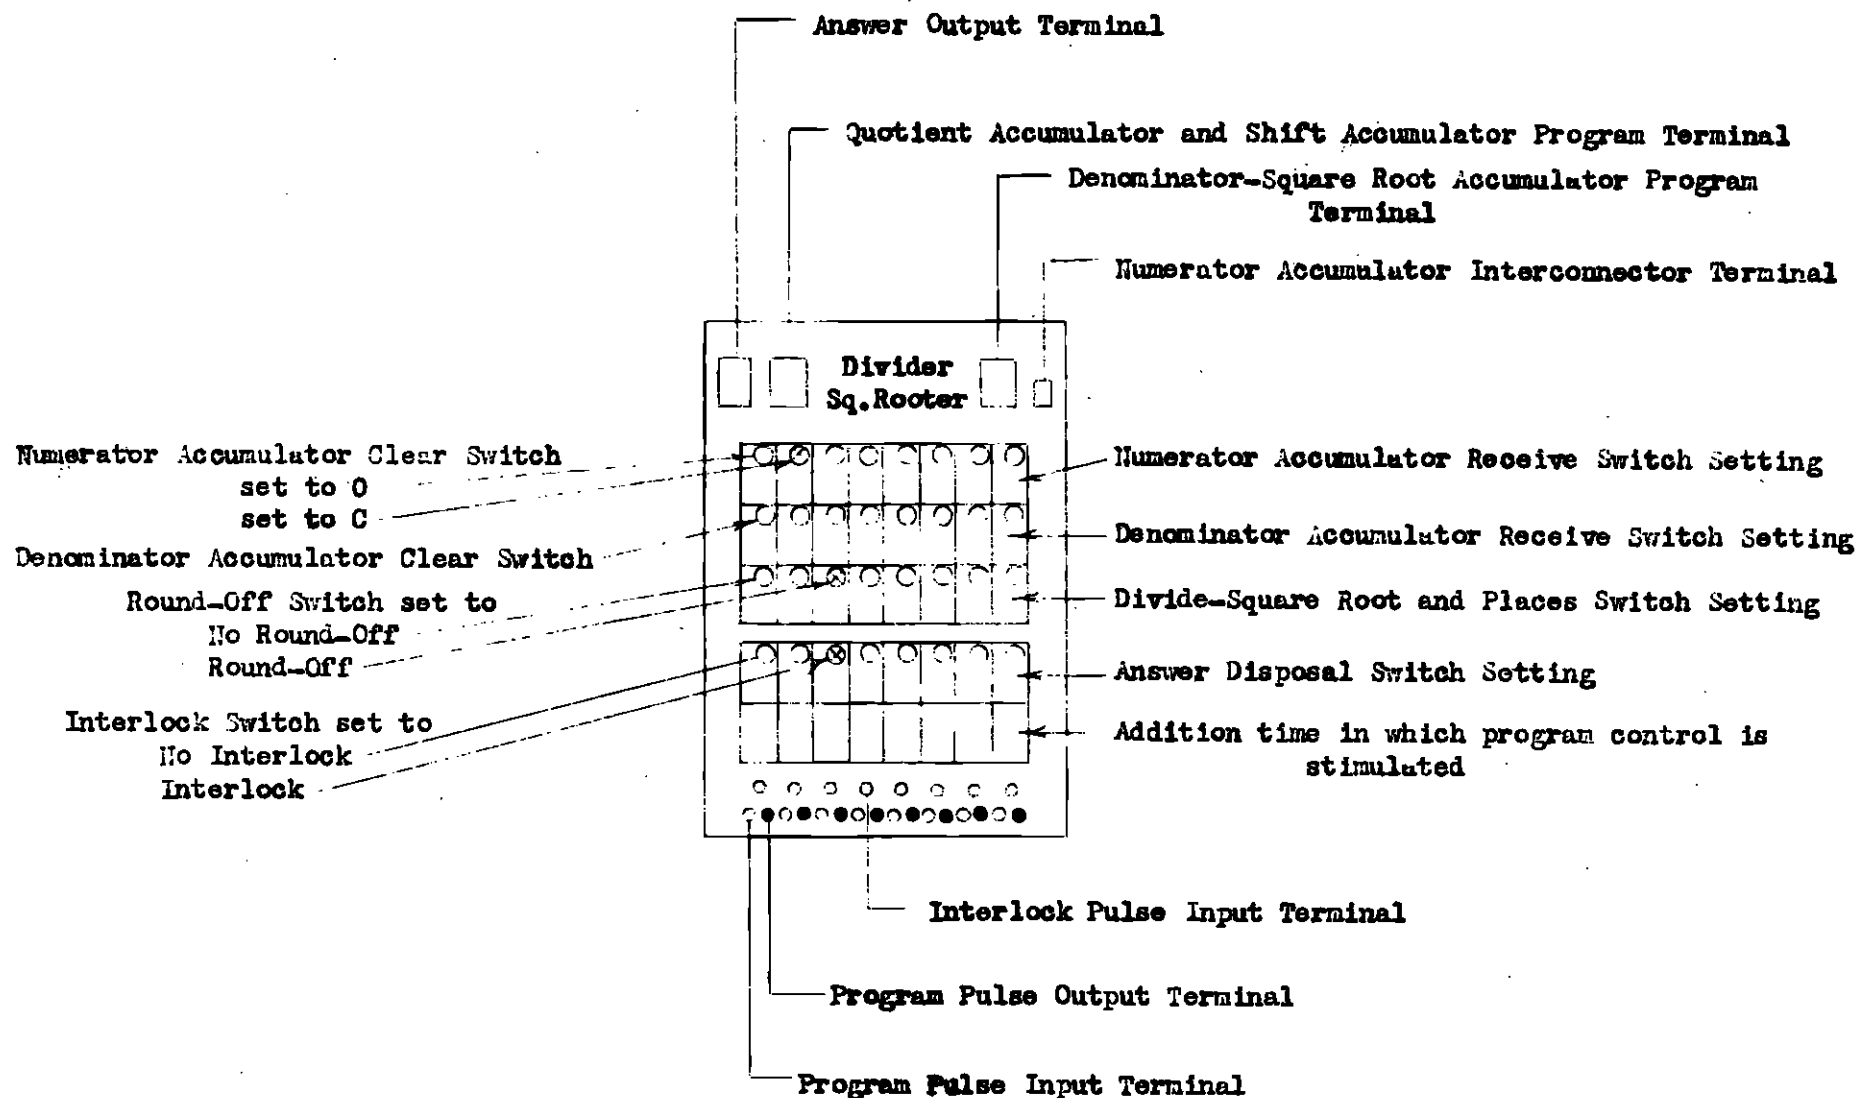 Answer Output Terminal
Quotient Accumulator and Shift Accumulator Program Terminal
Denominator-Square Root Accumulator Program
Terminal
Numerator Accumulator Interconnector Terminal
Divider
Sq.Rooter
Numerator Accumulator Clear Switch
set to O
set to C
Denominator Accumulator Clear Switch
Round-Off Switch set to
No Round-Off
Round-Off
Interlock Switch set to
No Interlock
Interlock
Numerator Accumulator Receive Switch Setting
Denominator Accumulator Receive Switch Setting
Divide-Square Root and Places Switch Setting
Answer Disposal Switch Setting
Addition time in which program control is
stimulated
Interlock Pulse Input Terminal
Program Pulse Output Terminal
Program Pulse Input Terminal